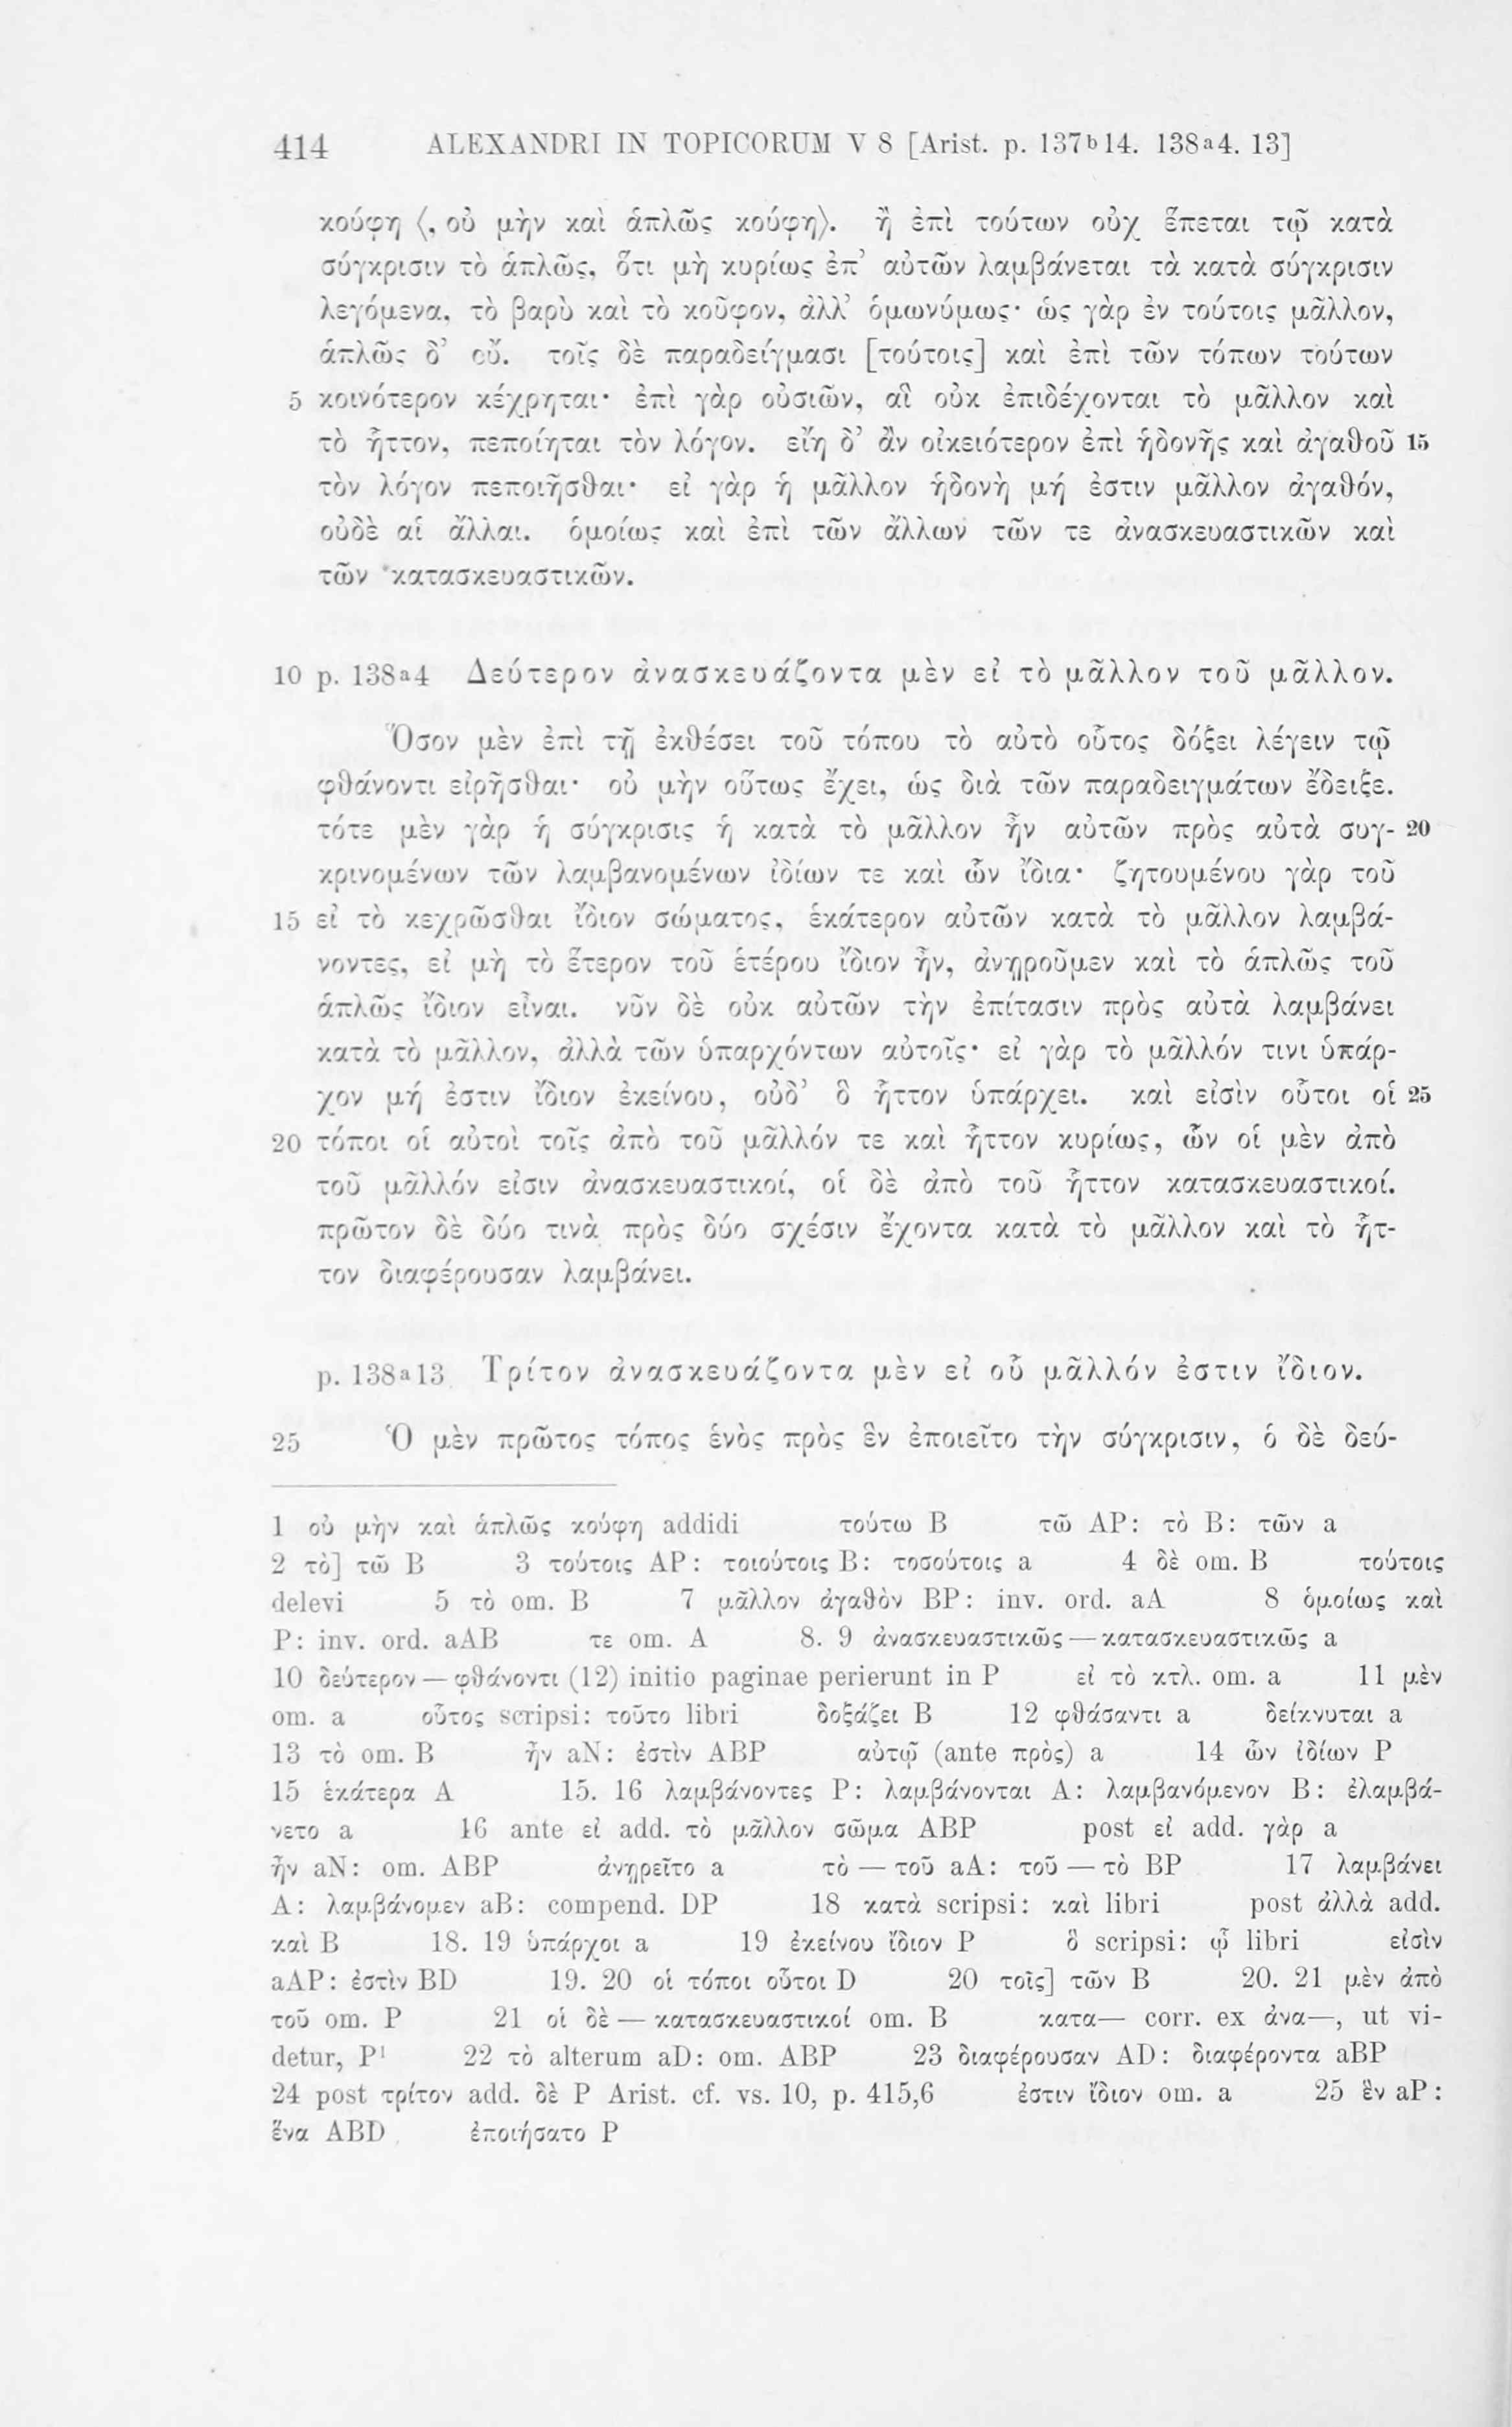 414 ALEXANDRI IN TOPICORUM V 8 [Arist. p. 137b14. 138a4. 13]
κούφη 〈, οὐ μὴν καὶ ἁπλῶς κούφη〉. ἢ ἐπὶ τούτων οὐχ ἕπεται τῷ κατὰ
σύγκρισιν τὸ ἁπλῶς, ὅτι μὴ κυρίως ἐπ’ αὐτῶν λαμβάνεται τὰ κατὰ σύγκρισιν
λεγόμενα, τὸ βαρὺ καὶ τὸ κοῦφον, ἀλλ’ ὁμωνύμως· ὡς γὰρ ἐν τούτοις μᾶλλον,
ἁπλῶς δ’ οὔ. τοῖς δὲ παραδείγμασι [τούτοις] καὶ ἐπὶ τῶν τόπων τούτων
5 κοινότερον κέχρηται· ἐπὶ γὰρ οὐσιῶν, αἳ οὐκ ἐπιδέχονται τὸ μᾶλλον καὶ
τὸ ἧττον, πεποίηται τὸν λόγον. εἴη δ’ ἂν οἰκειότερον ἐπὶ ἡδονῆς καὶ ἀγαθοῦ 15
τὸν λόγον πεποιῆσθαι· εἰ γὰρ ἡ μᾶλλον ἡδονὴ μή ἐστιν μᾶλλον ἀγαθόν,
οὐδὲ αἱ ἄλλαι. ὁμοίως καὶ ἐπὶ τῶν ἄλλων τῶν τε ἀνασκευαστικῶν καὶ
τῶν κατασκευαστικῶν.
10 p. 138a4 Δεύτερον ἀνασκευάζοντα μὲν εἰ τὸ μᾶλλον τοῦ μᾶλλον.
Ὅσον μὲν ἐπὶ τῇ ἐκθέσει τοῦ τόπου τὸ αὐτὸ οὗτος δόξει λέγειν τῷ
φθάνοντι εἰρῆσθαι· οὐ μὴν οὕτως ἔχει, ὡς διὰ τῶν παραδειγμάτων ἔδειξε.
τότε μὲν γὰρ ἡ σύγκρισις ἡ κατὰ τὸ μᾶλλον ἦν αὐτῶν πρὸς αὐτὰ συγ- 20
κρινομένων τῶν λαμβανομένων ἰδίων τε καὶ ὧν ἴδια· ζητουμένου γὰρ τοῦ
15 εἰ τὸ κεχρῶσθαι ἴδιον σώματος, ἑκάτερον αὐτῶν κατὰ τὸ μᾶλλον λαμβά-
νοντες, εἰ μὴ τὸ ἕτερον τοῦ ἑτέρου ἴδιον ἦν, ἀνῃροῦμεν καὶ τὸ ἁπλῶς τοῦ
ἁπλῶς ἴδιον εἶναι. νῦν δὲ οὐκ αὐτῶν τὴν ἐπίτασιν πρὸς αὐτὰ λαμβάνει
κατὰ τὸ μᾶλλον, ἀλλὰ τῶν ὑπαρχόντων αὐτοῖς· εἰ γὰρ τὸ μᾶλλόν τινι ὑπάρ-
χον μή ἐστιν ἴδιον ἐκείνου, οὐδ’ ὃ ἧττον ὑπάρχει. καὶ εἰσὶν οὗτοι οἱ 25
20 τόποι οἱ αὐτοὶ τοῖς ἀπὸ τοῦ μᾶλλόν τε καὶ ἧττον κυρίως, ὧν οἱ μὲν ἀπὸ
τοῦ μᾶλλόν εἰσιν ἀνασκευαστικοί, οἱ δὲ ἀπὸ τοῦ ἧττον κατασκευαστικοί.
πρῶτον δὲ δύο τινὰ πρὸς δύο σχέσιν ἔχοντα κατὰ τὸ μᾶλλον καὶ τὸ ἧτ-
τον διαφέρουσαν λαμβάνει.
p. 138a13 Τρίτον ἀνασκευάζοντα μὲν εἰ οὗ μᾶλλόν ἐστιν ἴδιον.
25 Ὁ μὲν πρῶτος τόπος ἑνὸς πρὸς ἓν ἐποιεῖτο τὴν σύγκρισιν, ὁ δὲ δεύ-
1 οὐ μὴν καὶ ἁπλῶς κούφη addidi τούτω B τῶ AP: τὸ B: τῶν a
2 τὸ] τῶ B 3 τούτοις AP: τοιούτοις B: τοσούτοις a 4 δὲ om. B τούτοις
delevi 5 τὸ om. B 7 μᾶλλον ἀγαθὸν BP: inv. ord. aA 8 ὁμοίως καὶ
P: inv. ord. aAB τε om. A 8. 9 ἀνασκευαστικῶς — κατασκευαστικῶς a
10 δεύτερον — φθάνοντι (12) initio paginae perierunt in P εἰ τὸ κτλ. om. a 11 μὲν
om. a οὗτος scripsi: τοῦτο libri δοξάζει B 12 φθάσαντι a δείκνυται a
13 τὸ om. B ἦν aN: ἐστὶν ABP αὐτῷ (ante πρὸς) a 14 ὧν ἰδίων P
15 ἑκάτερα A 15. 16 λαμβάνοντες P: λαμβάνονται A: λαμβανόμενον B: ἐλαμβά-
νετο a 16 ante εἰ add. τὸ μᾶλλον σῶμα ABP post εἰ add. γὰρ a
ἦν aN: om. ABP ἀνῃρεῖτο a τὸ — τοῦ aA: τοῦ — τὸ BP 17 λαμβάνει
A: λαμβάνομεν aB: compend. DP 18 κατὰ scripsi: καὶ libri post ἀλλὰ add.
καὶ B 18. 19 ὑπάρχοι a 19 ἐκείνου ἴδιον P ὃ scripsi: ᾧ libri εἰσὶν
aAP: ἐστὶν BD 19. 20 οἱ τόποι οὗτοι D 20 τοῖς] τῶν B 20. 21 μὲν ἀπὸ
τοῦ om. P 21 οἱ δὲ — κατασκευαστικοί om. B κατα— corr. ex ἀνα—, ut vi-
detur, P¹ 22 τὸ alterum aD: om. ABP 23 διαφέρουσαν AD: διαφέροντα aBP
24 post τρίτον add. δὲ P Arist. cf. vs. 10, p. 415,6 ἐστιν ἴδιον om. a 25 ἓν aP:
ἕνα ABD ἐποιήσατο P